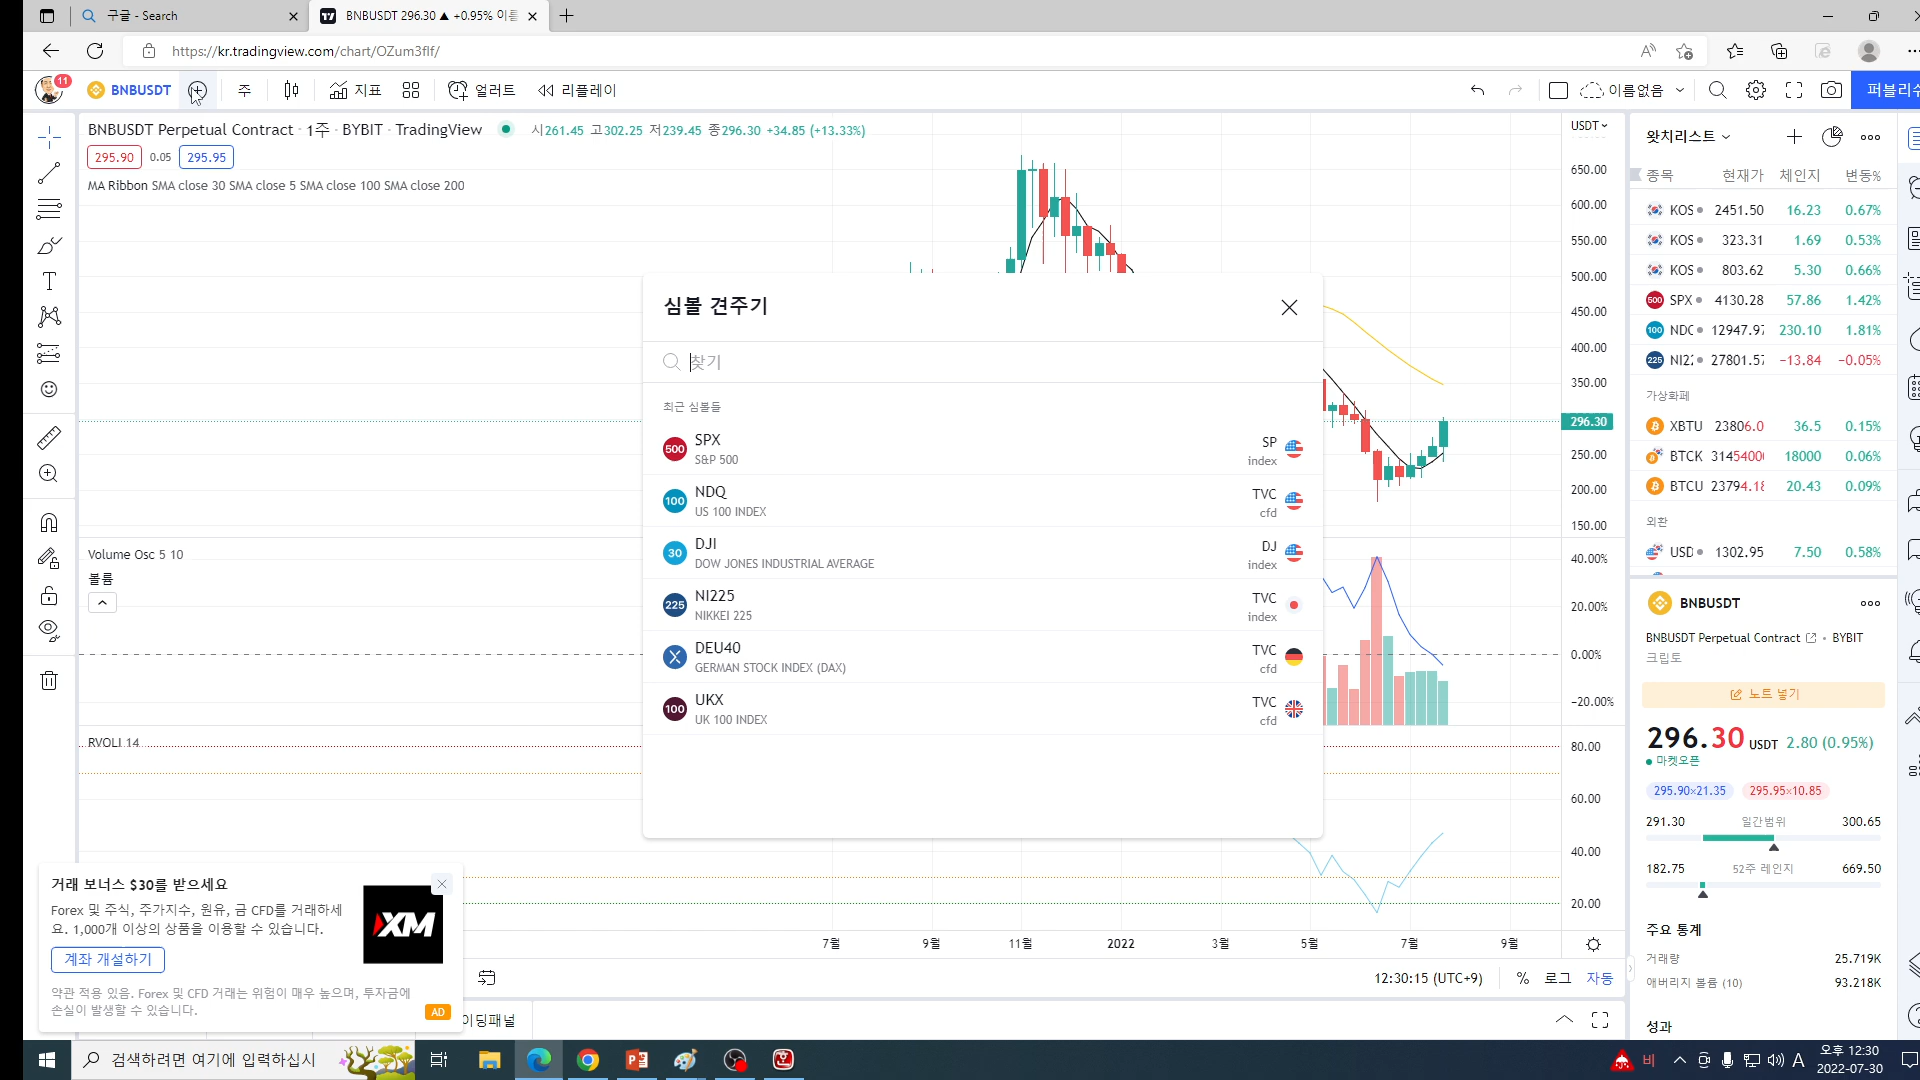 구글 - Search
BNBUSDT 296.30 ▲ +0.95% 이름
https://kr.tradingview.com/chart/OZum3fIf/
11
BNBUSDT
주
지표
얼러트
리플레이
이름없음
퍼블리쉬
BNBUSDT Perpetual Contract · 1주 · BYBIT · TradingView
시261.45 고302.25 저239.45 종296.30 +34.85 (+13.33%)
295.90 0.05 295.95
MA Ribbon SMA close 30 SMA close 5 SMA close 100 SMA close 200
USDT
650.00
600.00
550.00
500.00
450.00
400.00
350.00
296.30
250.00
200.00
150.00
심볼 견주기
찾기
최근 심볼들
SPX
S&P 500
SP
index
NDQ
US 100 INDEX
TVC
cfd
DJI
DOW JONES INDUSTRIAL AVERAGE
DJ
index
NI225
NIKKEI 225
TVC
index
DEU40
GERMAN STOCK INDEX (DAX)
TVC
cfd
UKX
UK 100 INDEX
TVC
cfd
500
100
30
225
100
Volume Osc 5 10
볼륨
40.00%
20.00%
0.00%
-20.00%
RVOLI 14
80.00
60.00
40.00
20.00
7월 9월 11월 2022 3월 5월 7월 9월
12:30:15 (UTC+9) % 로그 자동
이딩패널
거래 보너스 $30를 받으세요
Forex 및 주식, 주가지수, 원유, 금 CFD를 거래하세
요. 1,000개 이상의 상품을 이용할 수 있습니다.
계좌 개설하기
약관 적용 있음. Forex 및 CFD 거래는 위험이 매우 높으며, 투자금에
손실이 발생할 수 있습니다.
XM
AD
왓치리스트
종목 현재가 체인지 변동%
KOS 2451.50 16.23 0.67%
KOS 323.31 1.69 0.53%
KOS 803.62 5.30 0.66%
500 SPX 4130.28 57.86 1.42%
100 NDC 12947.97 230.10 1.81%
225 NI22 27801.57 -13.84 -0.05%
가상화폐
XBTU 23806.0 36.5 0.15%
BTCK 31454000 18000 0.06%
BTCU 23794.18 20.43 0.09%
외환
USD 1302.95 7.50 0.58%
BNBUSDT
BNBUSDT Perpetual Contract · BYBIT
크립토
노트 넣기
296.30 USDT 2.80 (0.95%)
마켓오픈
295.90×21.35 295.95×10.85
291.30 일간범위 300.65
182.75 52주 레인지 669.50
주요 통계
거래량 25.719K
애버리지 볼륨 (10) 93.218K
성과
검색하려면 여기에 입력하십시
비
A
오후 12:30
2022-07-30